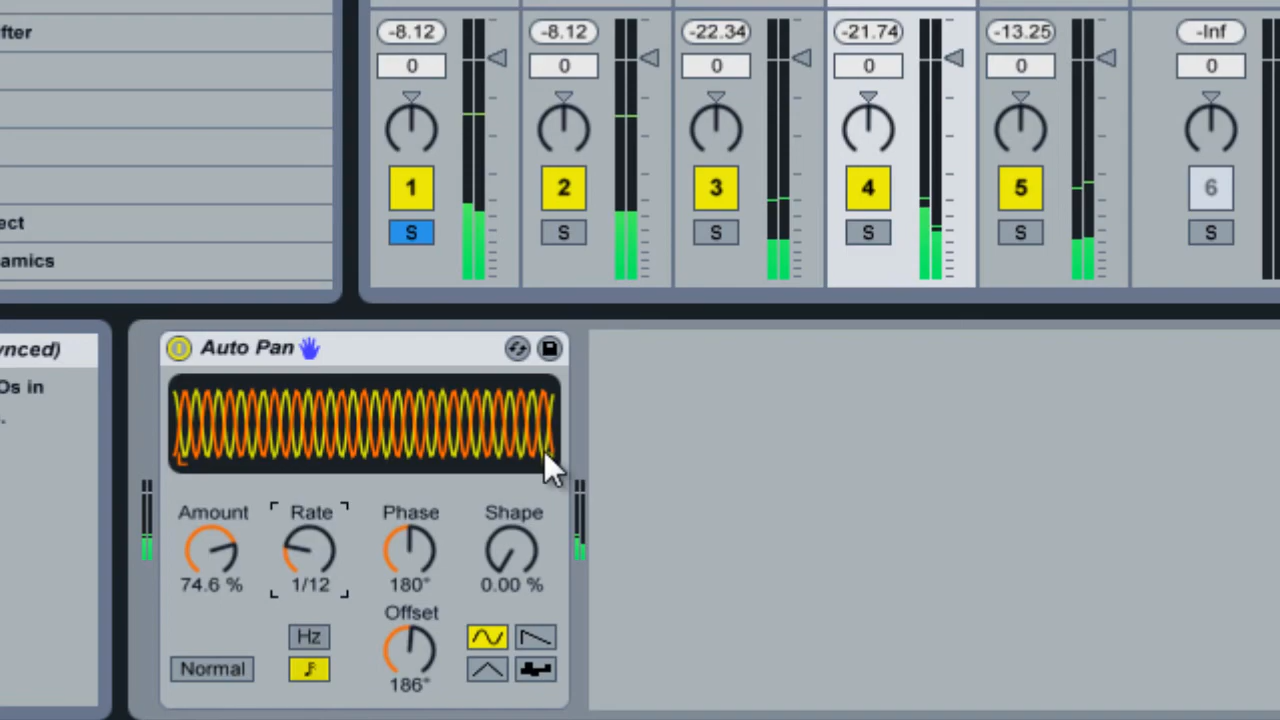 fter
-8.12 -8.12 -22.34 -21.74 -13.25 -Inf
0 0 0 0 0 0
1 2 3 4 5 6
S S S S S S
ect
amics
ynced)
Os in
.
Auto Pan
L
Amount Rate Phase Shape
74.6 % 1/12 180° 0.00 %
Offset
Hz
Normal
186°